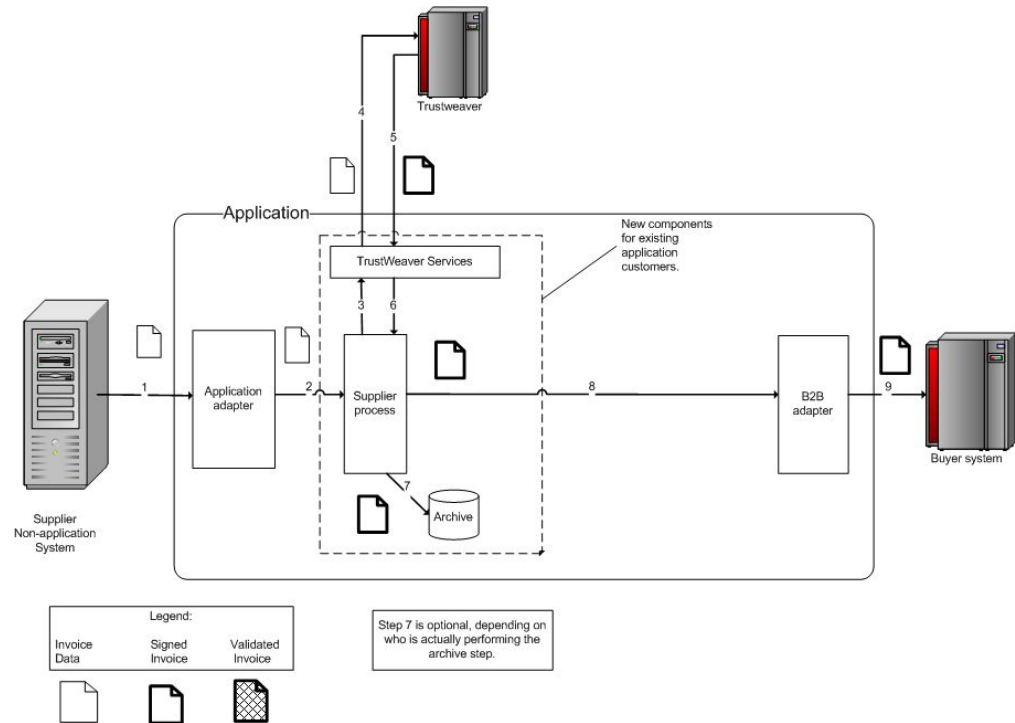 Trustweaver
4
5
Application
New components
for existing
application
customers.
TrustWeaver Services
3
6
1
Application
adapter
2
Supplier
process
8
B2B
adapter
9
Buyer system
7
Archive
Supplier
Non-application
System
Legend:
Invoice Data
Signed Invoice
Validated Invoice
Step 7 is optional, depending on
who is actually performing the
archive step.